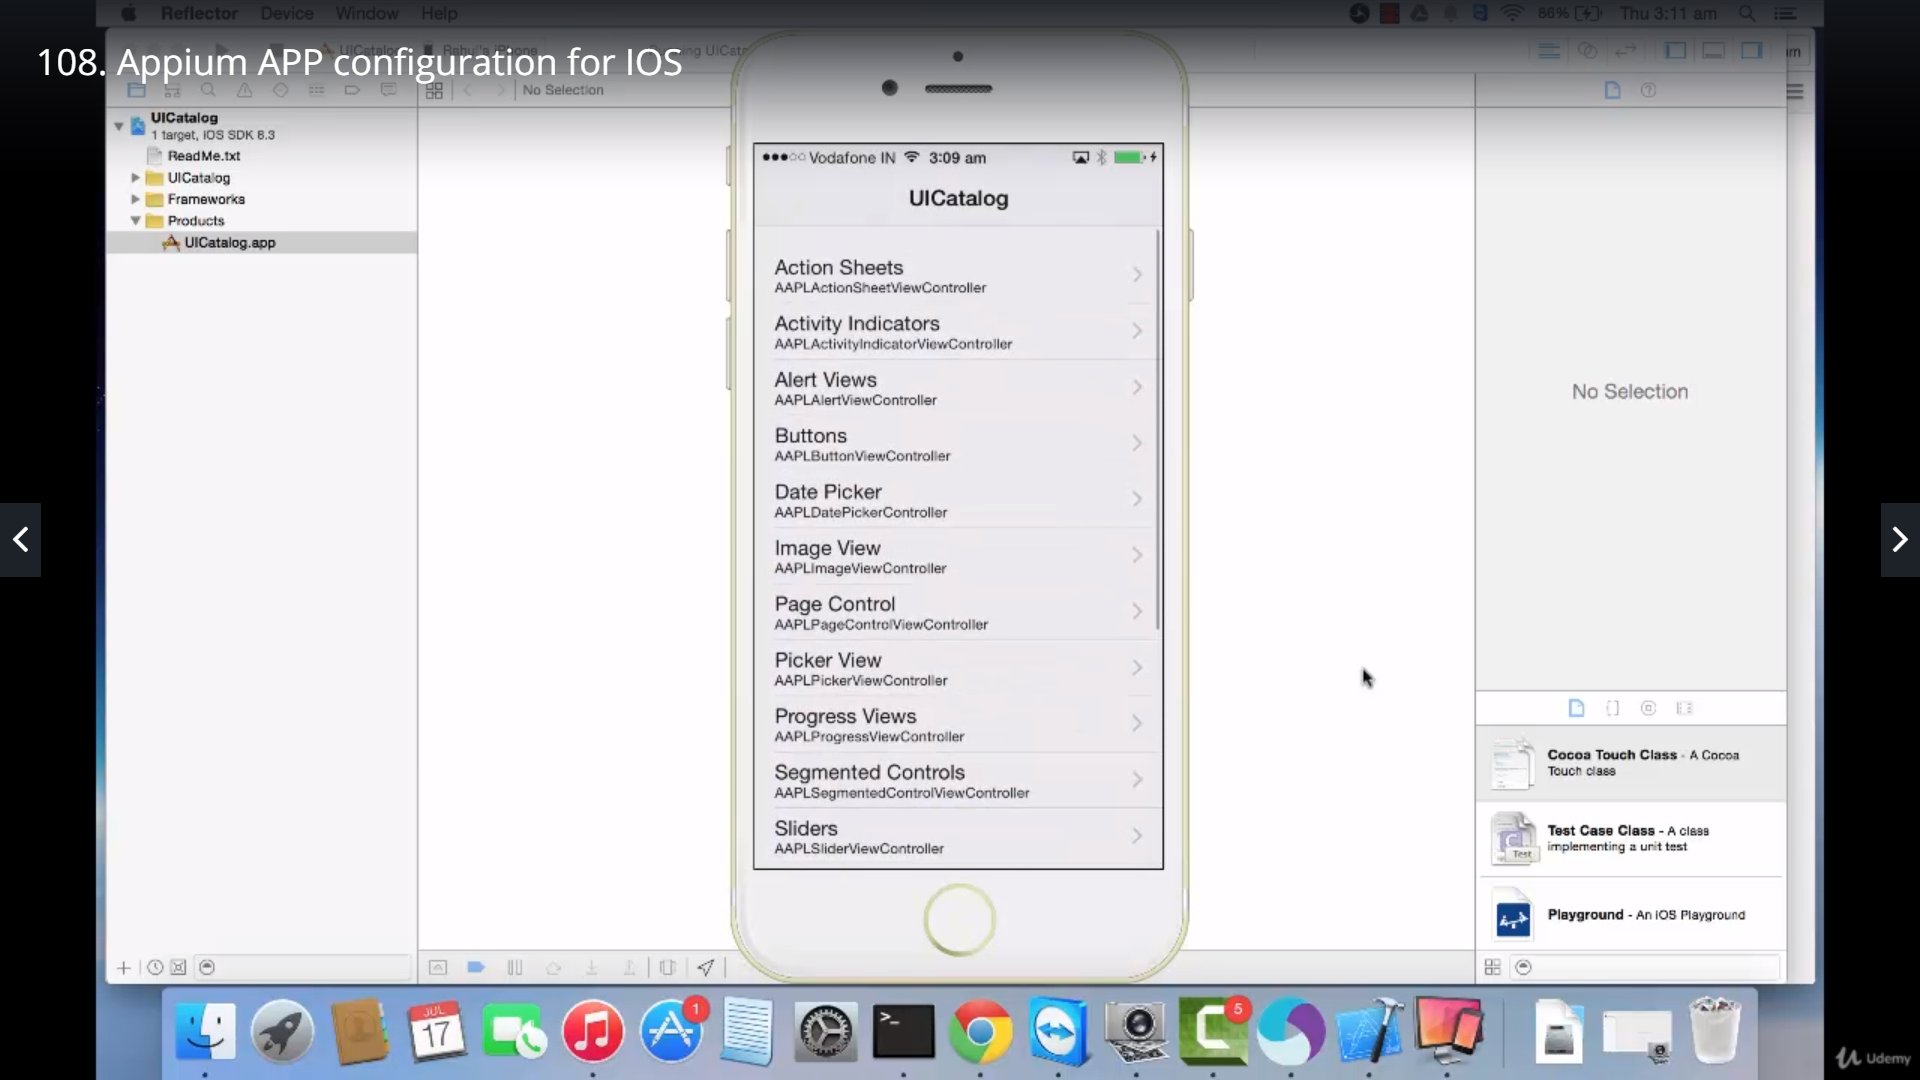 Reflector Device Window Help
86% Thu 3:11 am
108. Appium APP configuration for IOS
No Selection
UICatalog
1 target, iOS SDK 8.3
ReadMe.txt
UICatalog
Frameworks
Products
UICatalog.app
Vodafone IN 3:09 am
UICatalog
Action Sheets
AAPLActionSheetViewController
Activity Indicators
AAPLActivityIndicatorViewController
Alert Views
AAPLAlertViewController
Buttons
AAPLButtonViewController
Date Picker
AAPLDatePickerController
Image View
AAPLImageViewController
Page Control
AAPLPageControlViewController
Picker View
AAPLPickerViewController
Progress Views
AAPLProgressViewController
Segmented Controls
AAPLSegmentedControlViewController
Sliders
AAPLSliderViewController
No Selection
Cocoa Touch Class - A Cocoa
Touch class
Test Case Class - A class
implementing a unit test
Test
Playground - An iOS Playground
JUL
17
1
5
Udemy